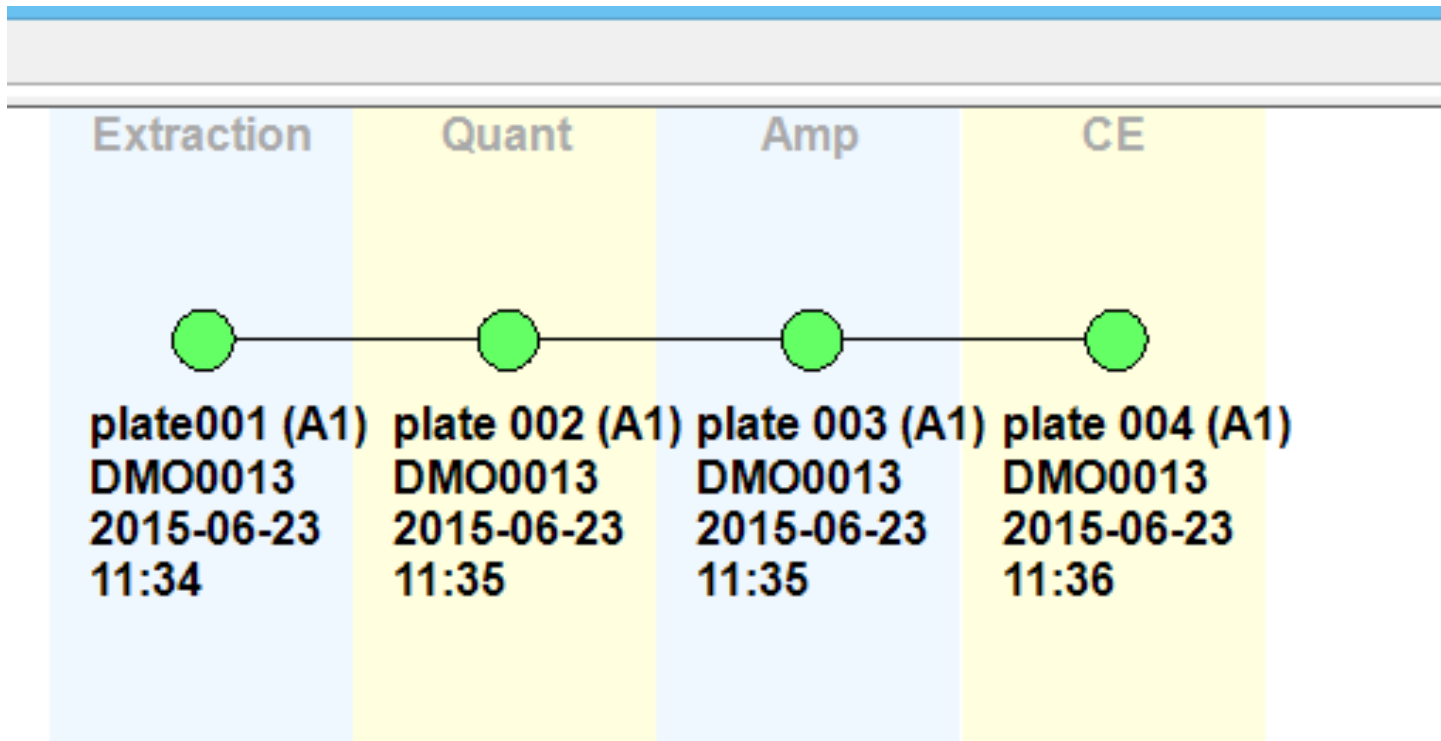 Extraction
Quant
Amp
CE
plate001 (A1)
DMO0013
2015-06-23
11:34
plate 002 (A1)
DMO0013
2015-06-23
11:35
plate 003 (A1)
DMO0013
2015-06-23
11:35
plate 004 (A1)
DMO0013
2015-06-23
11:36